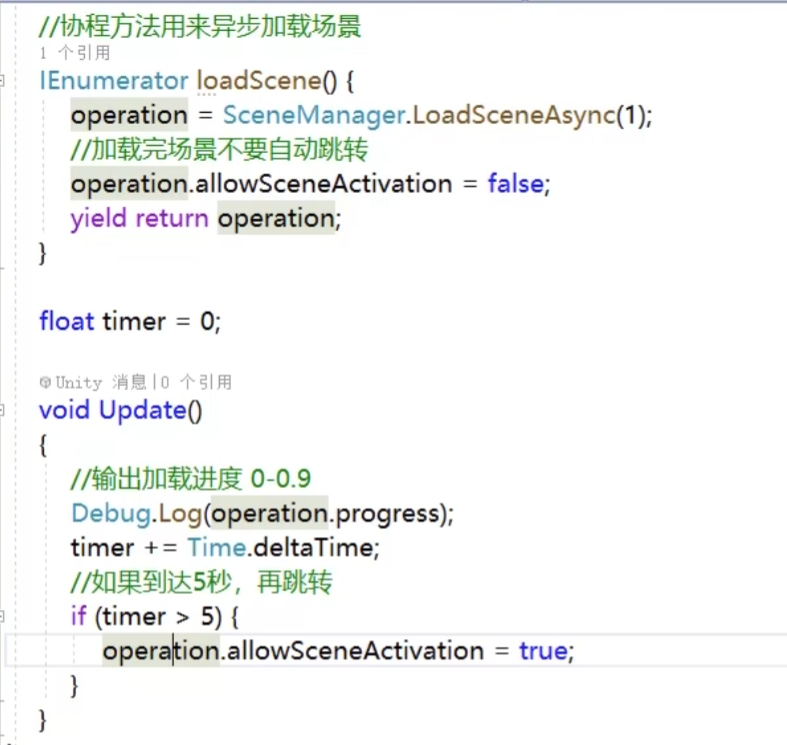 //协程方法用来异步加载场景
1 个引用
IEnumerator loadScene() {
operation = SceneManager.LoadSceneAsync(1);
//加载完场景不要自动跳转
operation.allowSceneActivation = false;
yield return operation;
}
float timer = 0;
Unity 消息|0 个引用
void Update()
{
//输出加载进度 0-0.9
Debug.Log(operation.progress);
timer += Time.deltaTime;
//如果到达5秒，再跳转
if (timer > 5) {
operation.allowSceneActivation = true;
}
}